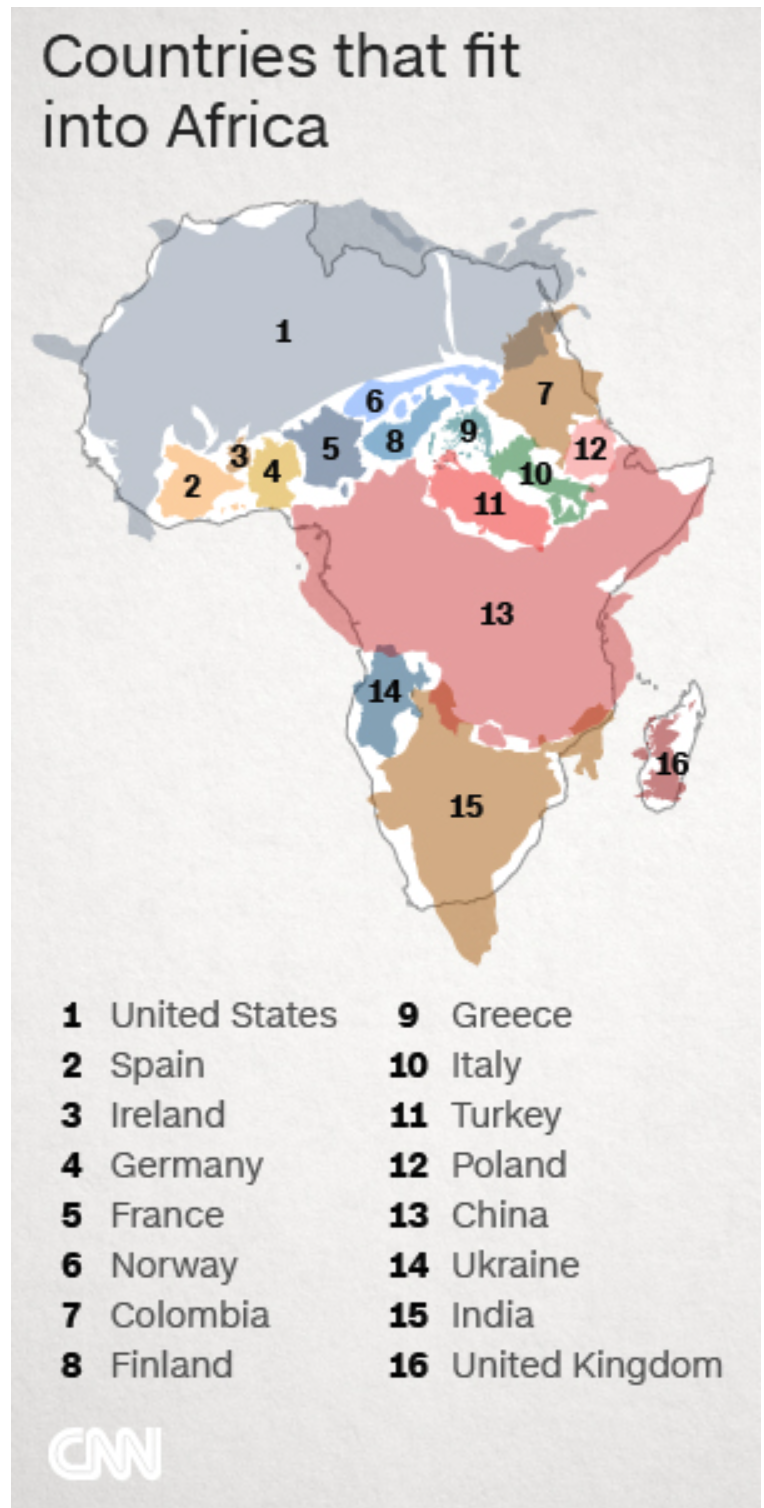 Countries that fit
into Africa
1
6
7
3
9
12
5
8
4
10
2
11
13
14
16
15
1 United States
2 Spain
3 Ireland
4 Germany
5 France
6 Norway
7 Colombia
8 Finland
9 Greece
10 Italy
11 Turkey
12 Poland
13 China
14 Ukraine
15 India
16 United Kingdom
CNN